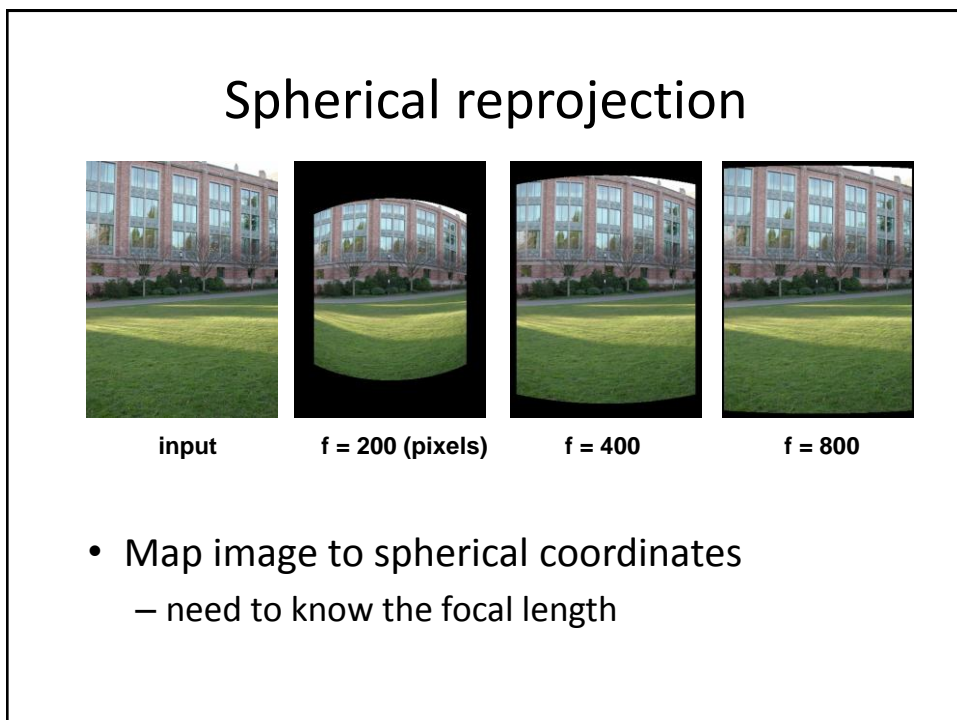 Spherical reprojection
input
f = 200 (pixels)
f = 400
f = 800
• Map image to spherical coordinates
– need to know the focal length